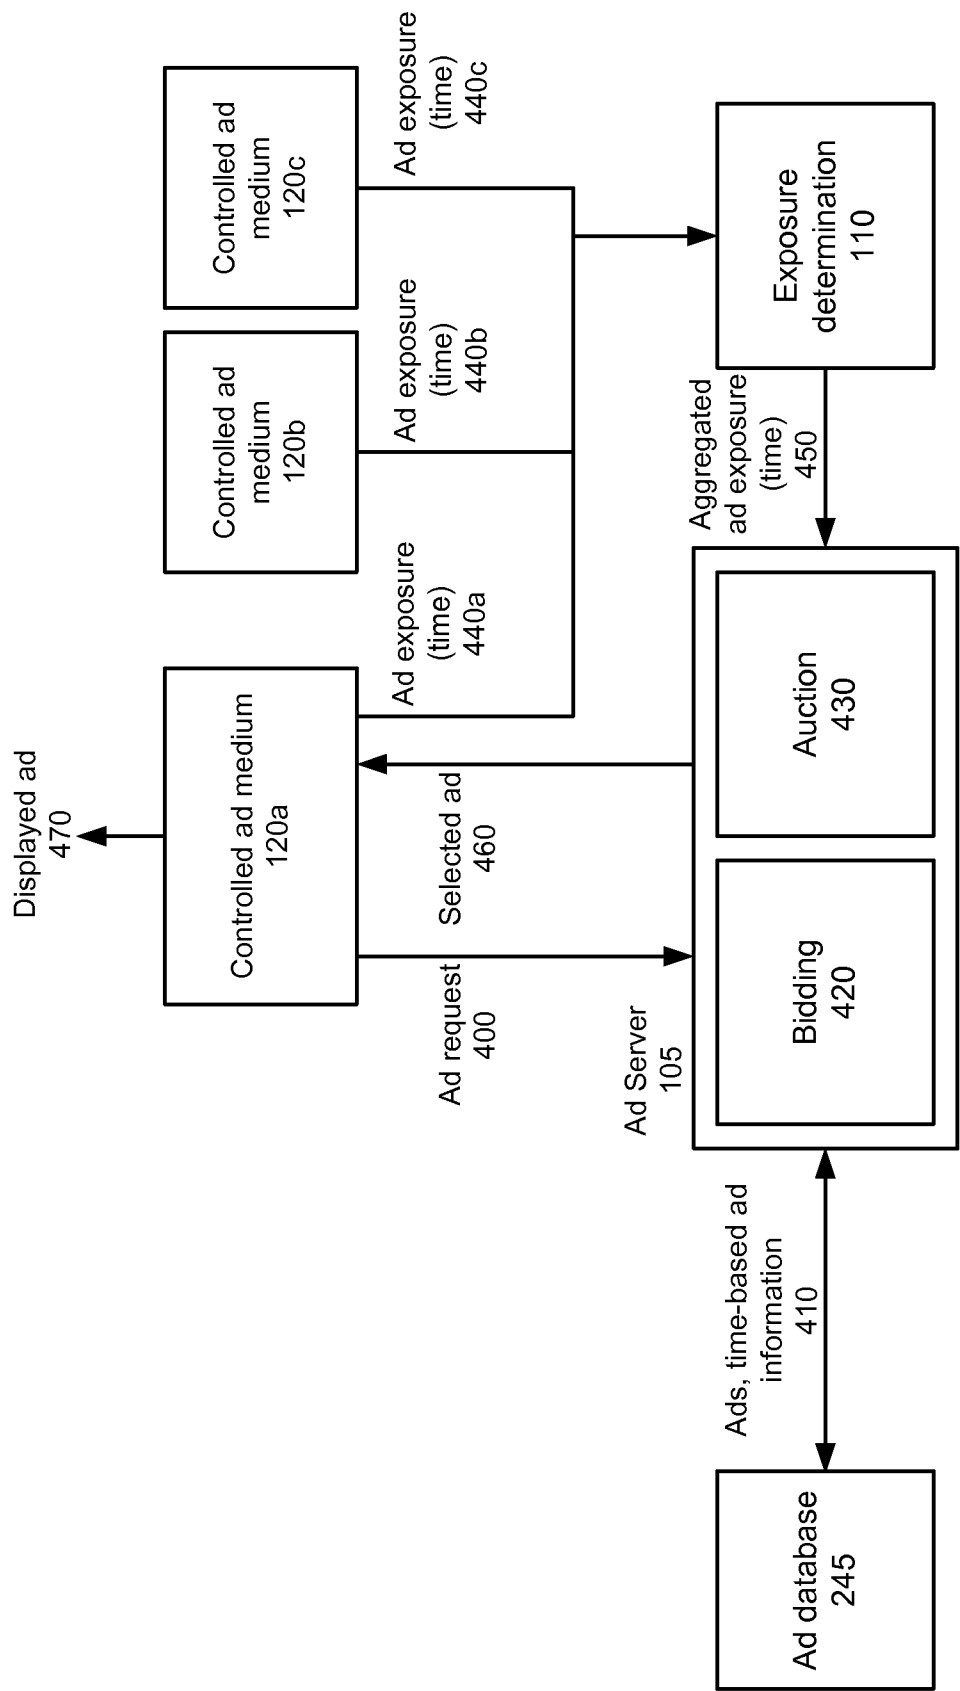 Displayed ad
470
Controlled ad medium
120a
Controlled ad
medium
120b
Controlled ad
medium
120c
Ad request
400
Selected ad
460
Ad exposure
(time)
440a
Ad exposure
(time)
440b
Ad exposure
(time)
440c
Ad Server
105
Ad database
245
Ads, time-based ad
information
410
Bidding
420
Auction
430
Aggregated
ad exposure
(time)
450
Exposure
determination
110